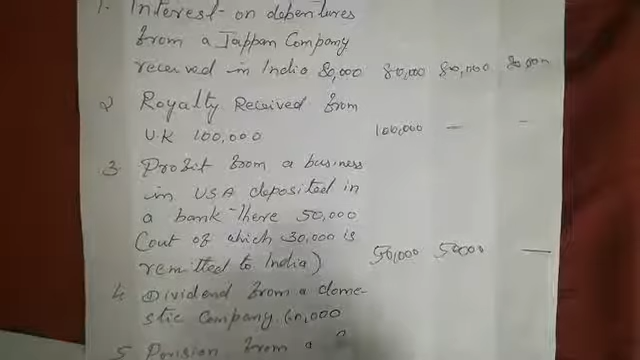 1. Interest on debentures
from a Jappan Company
received in India 80,000 80,000 80,000 80,000
2 Royalty Received from
U.K 100,000 100,000 — -
3. Profit from a business
in USA deposited in
a bank there 50,000
(out of which 30,000 is
remitted to India) 50,000 50000 —
4 Dividend from a dome-
stic Company 60,000
5 Pension from a